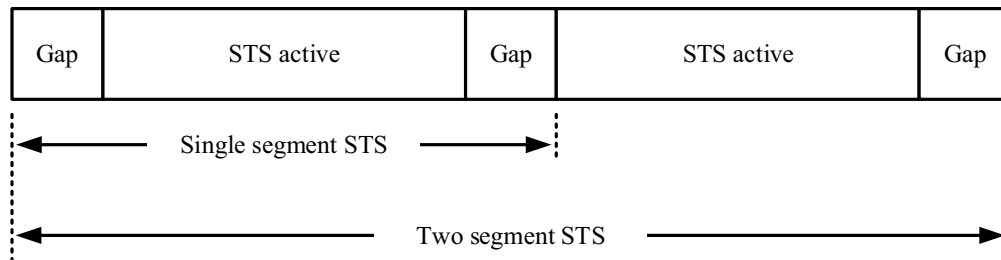 Gap STS active Gap STS active Gap
Single segment STS
Two segment STS